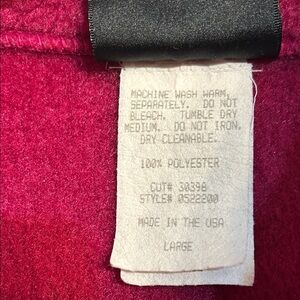 MACHINE WASH WARM,
SEPARATELY. DO NOT
BLEACH. TUMBLE DRY
MEDIUM. DO NOT IRON.
DRY CLEANABLE.
100% POLYESTER
CUT# 30398
STYLE# 0522200
MADE IN THE USA
LARGE